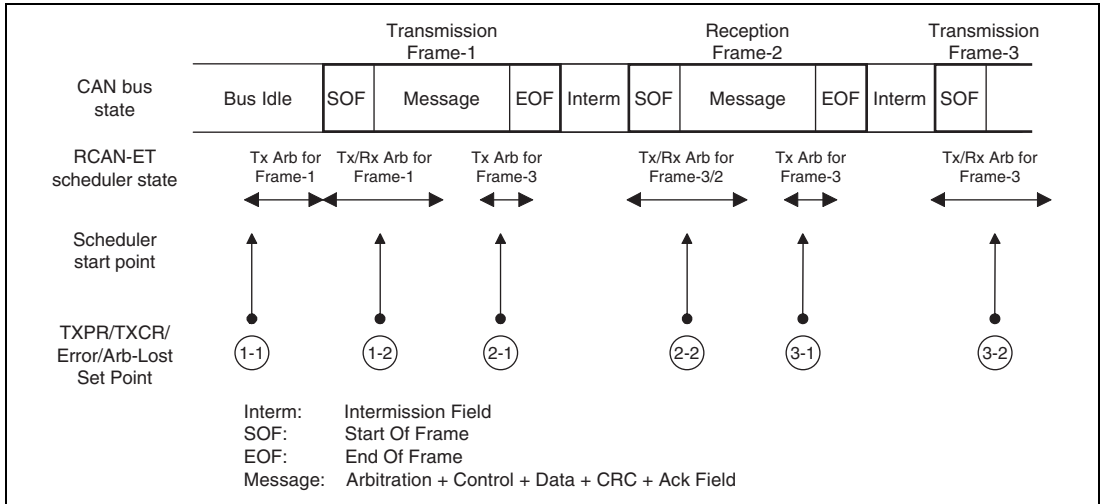 Transmission
Frame-1
Reception
Frame-2
Transmission
Frame-3
CAN bus
state
Bus Idle
SOF
Message
EOF
Interm
SOF
Message
EOF
Interm
SOF
RCAN-ET
scheduler state
Tx Arb for
Frame-1
Tx/Rx Arb for
Frame-1
Tx Arb for
Frame-3
Tx/Rx Arb for
Frame-3/2
Tx Arb for
Frame-3
Tx/Rx Arb for
Frame-3
Scheduler
start point
TXPR/TXCR/
Error/Arb-Lost
Set Point
1-1
1-2
2-1
2-2
3-1
3-2
Interm: Intermission Field
SOF: Start Of Frame
EOF: End Of Frame
Message: Arbitration + Control + Data + CRC + Ack Field